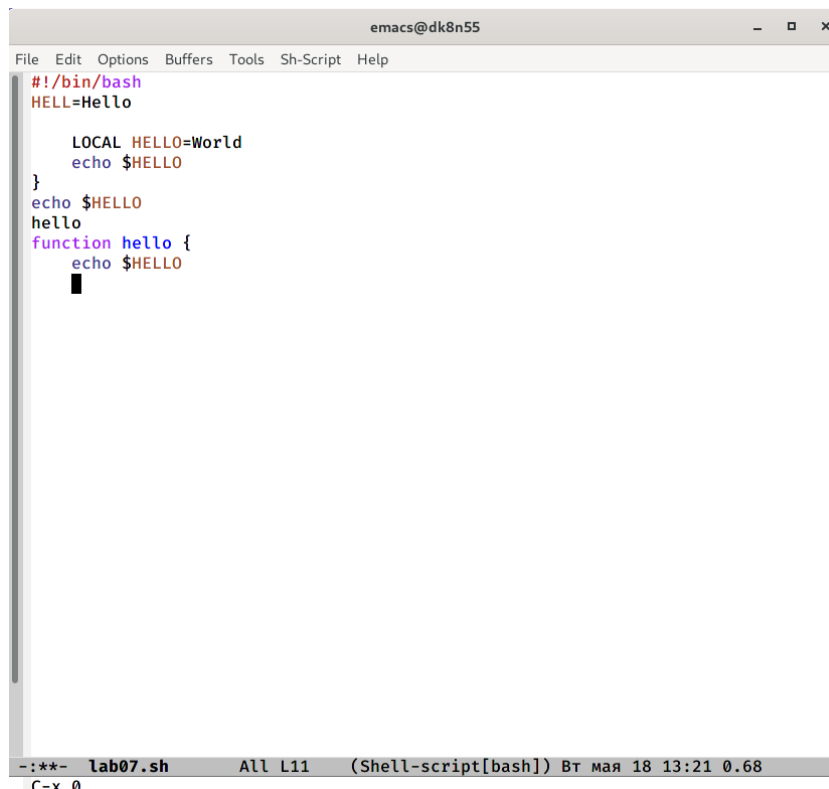 emacs@dk8n55
File Edit Options Buffers Tools Sh-Script Help
#!/bin/bash
HELL=Hello
LOCAL HELLO=World
echo $HELLO
}
echo $HELLO
hello
function hello {
echo $HELLO
-:**- lab07.sh All L11 (Shell-script[bash]) Вт мая 18 13:21 0.68
C-x 0